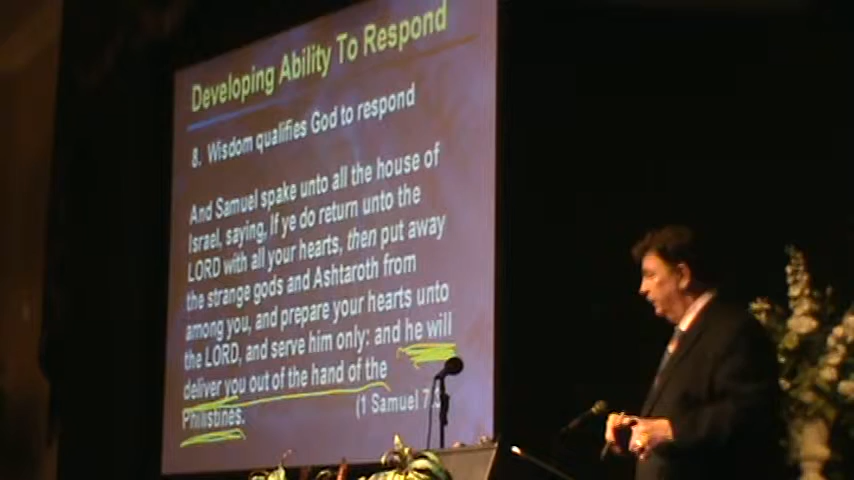 Developing Ability To Respond
8. Wisdom qualifies God to respond
And Samuel spake unto all the house of
Israel, saying, If ye do return unto the
LORD with all your hearts, then put away
the strange gods and Ashtaroth from
among you, and prepare your hearts unto
the LORD, and serve him only: and he will
deliver you out of the hand of the
Philistines.
(1 Samuel